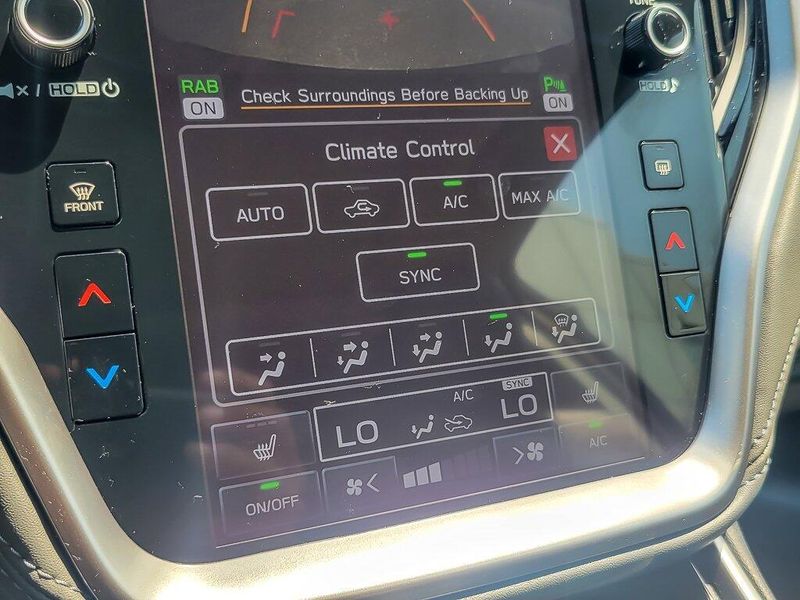 TUNE
/ HOLD
HOLD
RAB
ON
Check Surroundings Before Backing Up
P
ON
Climate Control
X
FRONT
AUTO
A/C
MAX A/C
SYNC
A/C
SYNC
LO
LO
ON/OFF
A/C